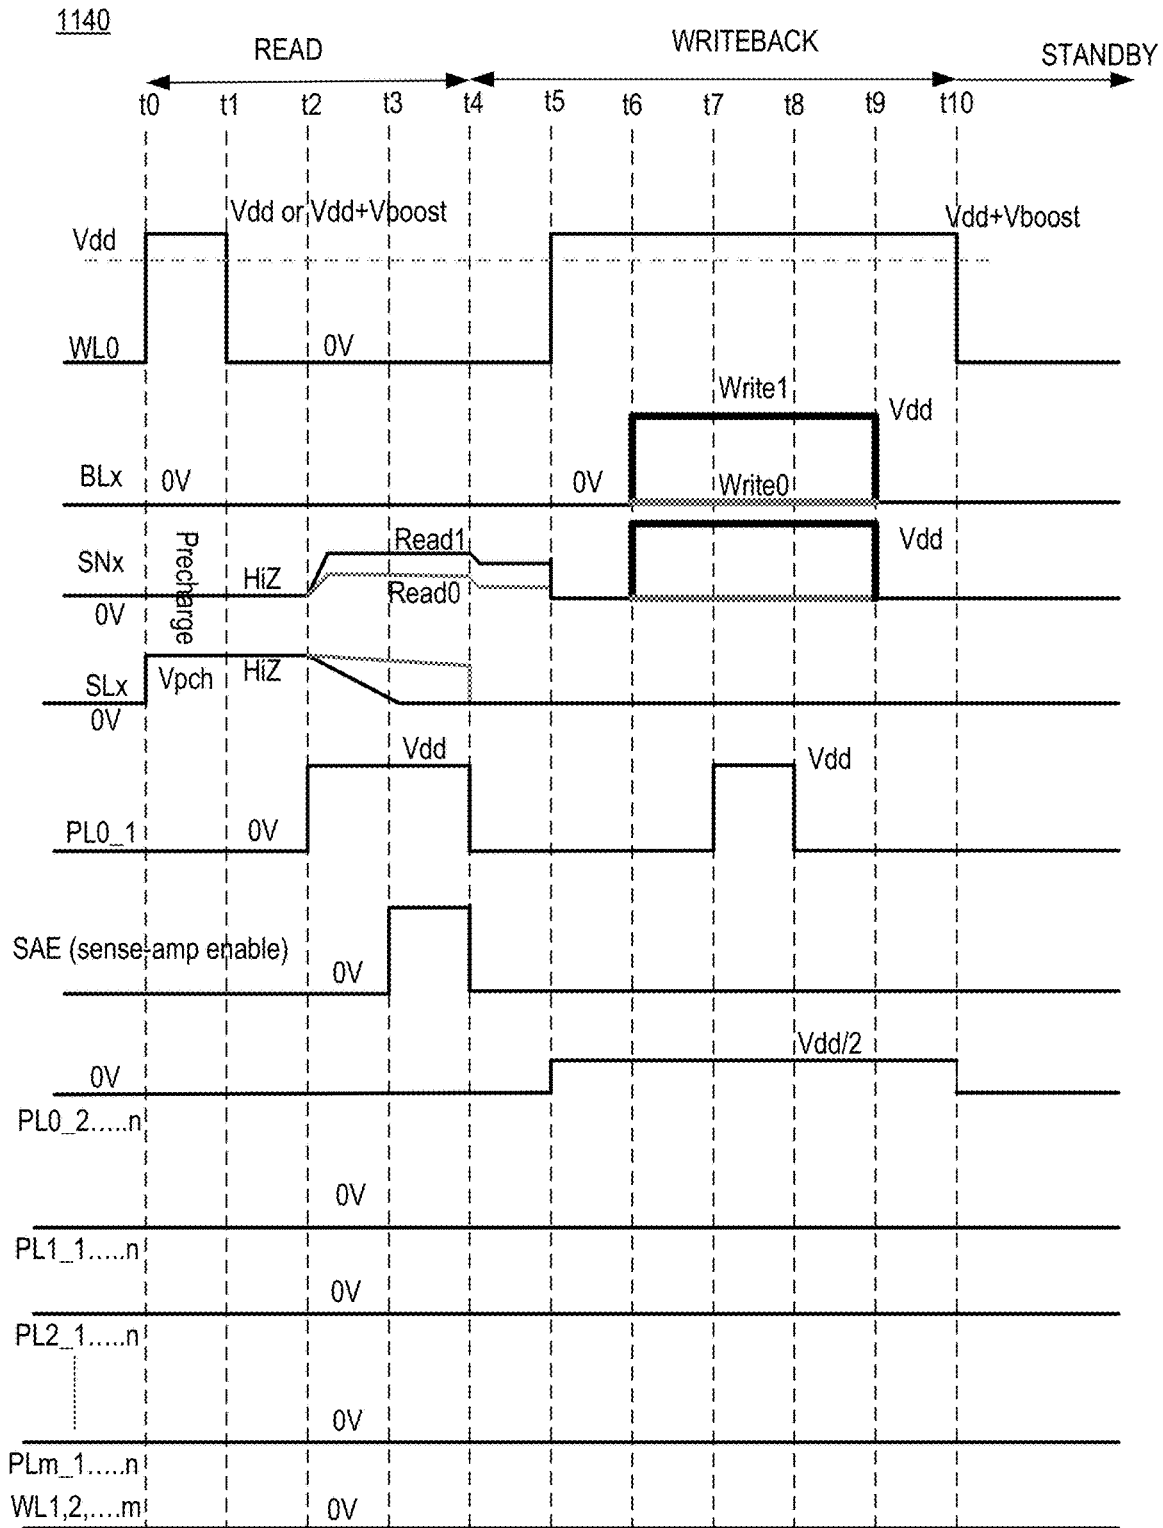 1140
READ WRITEBACK STANDBY
t0 t1 t2 t3 t4 t5 t6 t7 t8 t9 t10
Vdd or Vdd+Vboost Vdd+Vboost
Vdd
WL0 0V
Write1 Vdd
BLx 0V 0V Write0
SNx Precharge HiZ Read1 Vdd
0V Read0
SLx Vpch HiZ
0V
Vdd Vdd
PL0_1 0V
SAE (sense-amp enable) 0V
Vdd/2
0V
PL0_2.....n
0V
PL1_1.....n
0V
PL2_1.....n
0V
PLm_1.....n
WL1,2,....m 0V